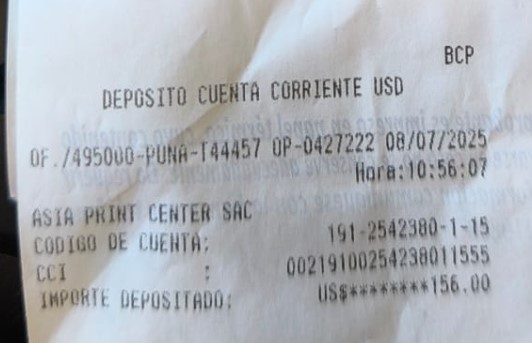 BCP
DEPOSITO CUENTA CORRIENTE USD
OF./495000-PUNA-T44457 OP-0427222 08/07/2025
Hora:10:56:07
ASIA PRINT CENTER SAC
CODIGO DE CUENTA: 191-2542380-1-15
CCI : 00219100254238011555
IMPORTE DEPOSITADO: US$********156.00